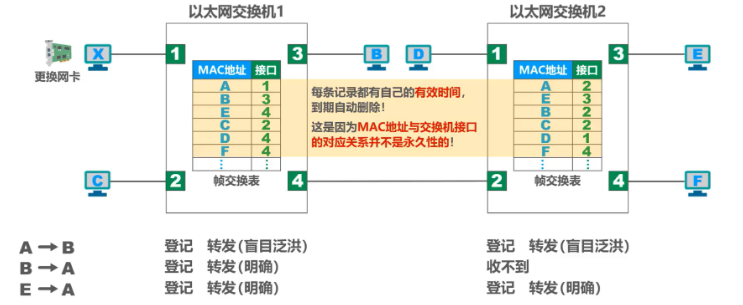 以太网交换机1
以太网交换机2
更换网卡
X
1
3
B
D
1
3
E
MAC地址 接口
A 1
B 3
E 4
C 2
D 4
F 4
⋮ ⋮
帧交换表
每条记录都有自己的有效时间，
到期自动删除！
这是因为MAC地址与交换机接口
的对应关系并不是永久性的！
MAC地址 接口
A 2
E 3
B 2
C 2
D 1
F 4
⋮ ⋮
帧交换表
C
2
4
2
4
F
A → B 登记 转发(盲目泛洪) 登记 转发(盲目泛洪)
B → A 登记 转发(明确) 收不到
E → A 登记 转发(明确) 登记 转发(明确)